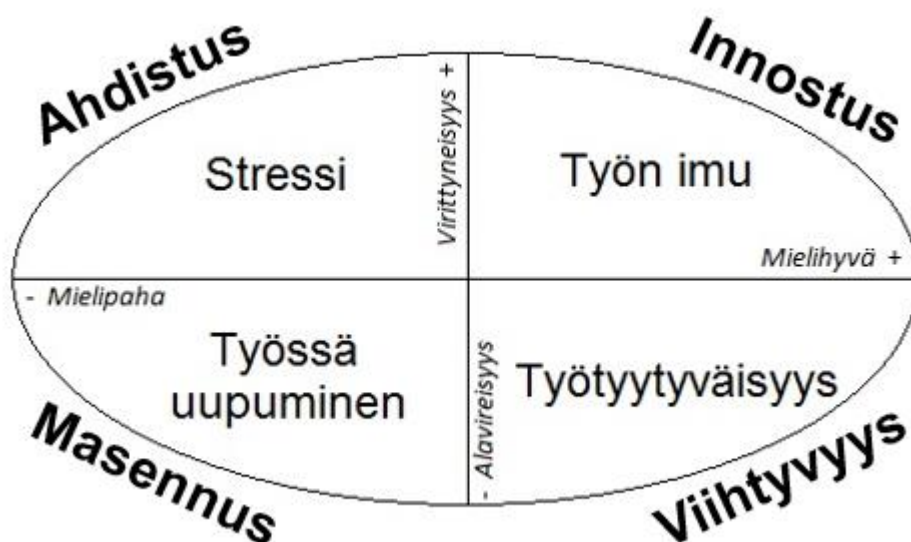 Ahdistus
Innostus
Virittyneisyys +
Stressi
Työn imu
Mielihyvä +
- Mielipaha
Työssä
uupuminen
- Alavireisyys
Työtyytyväisyys
Masennus
Viihtyvyys